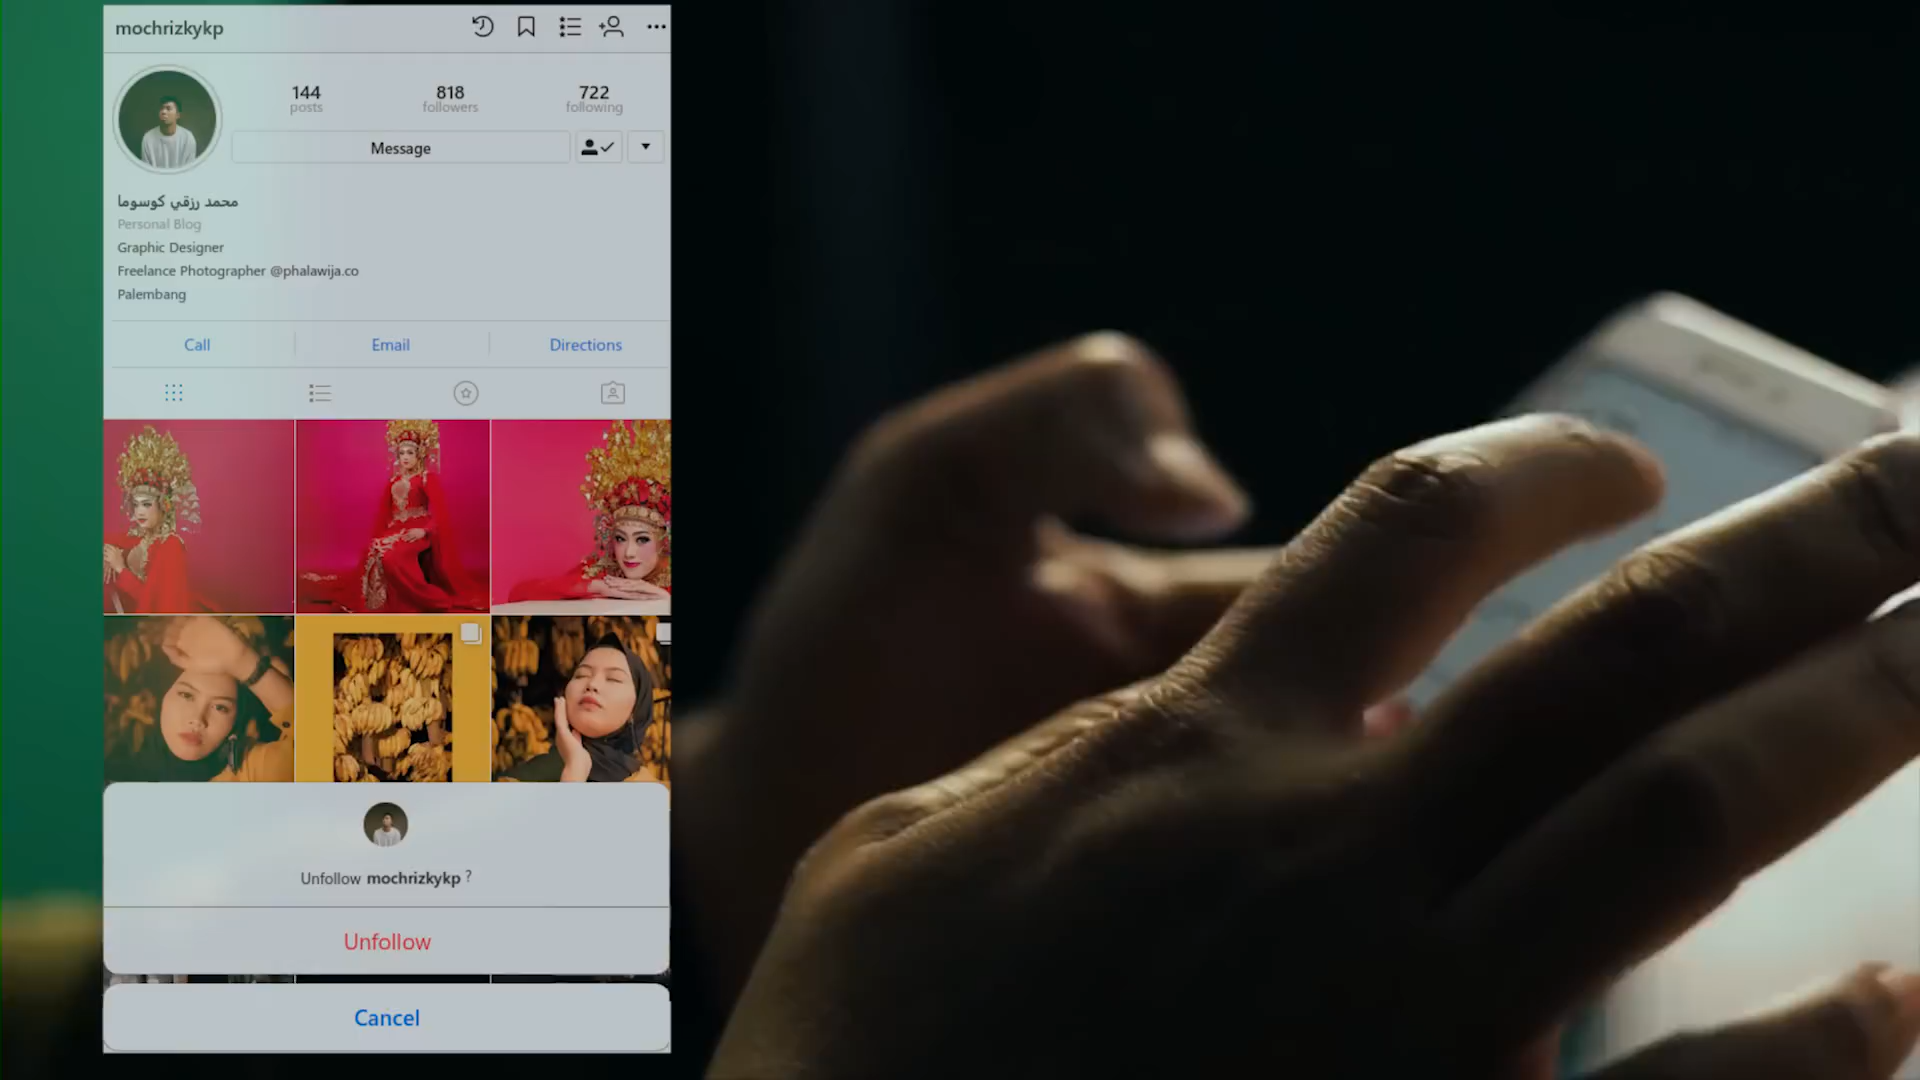 mochrizkykp
144
818
722
posts
followers
following
Message
محمد رزقي كوسوما
Personal Blog
Graphic Designer
Freelance Photographer @phalawija.co
Palembang
Call
Email
Directions
Unfollow mochrizkykp ?
Unfollow
Cancel